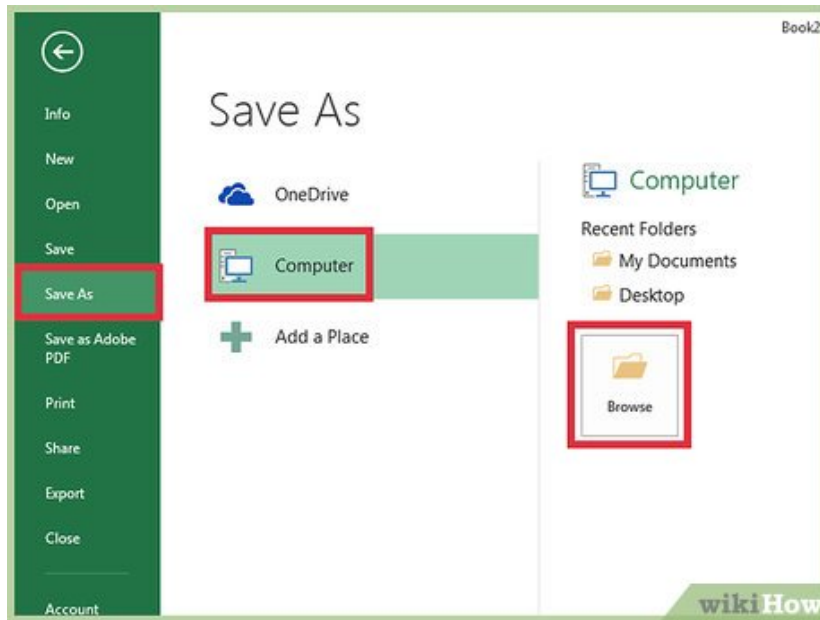 Book2
Info
New
Open
Save
Save As
Save as Adobe
PDF
Print
Share
Export
Close
Account
Save As
OneDrive
Computer
Add a Place
Computer
Recent Folders
My Documents
Desktop
Browse
wikiHow